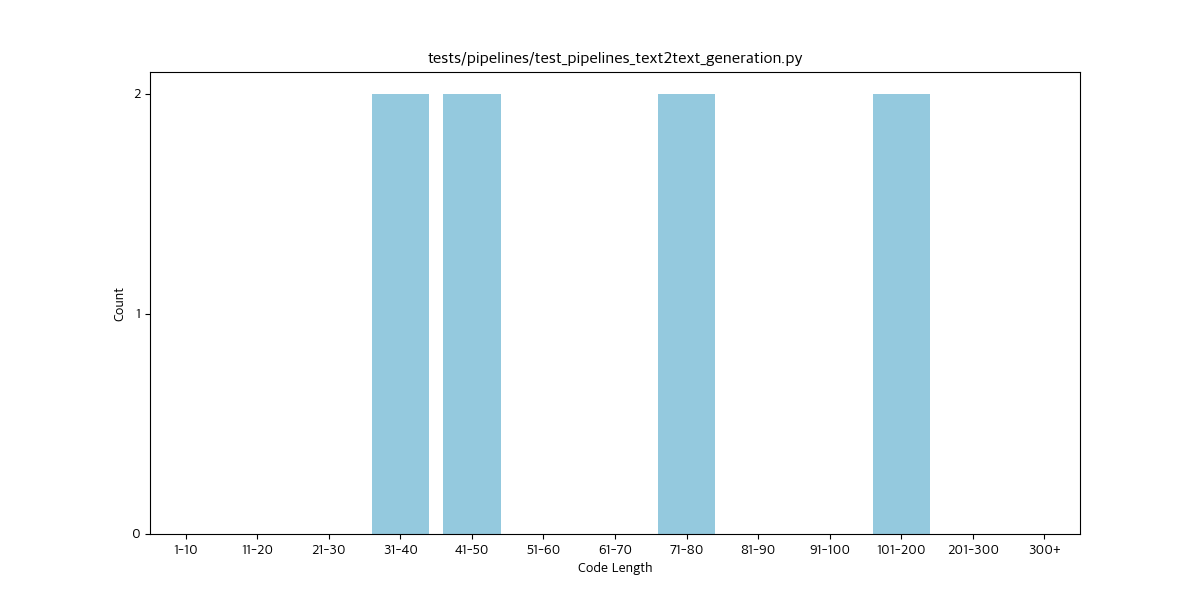 tests/pipelines/test_pipelines_text2text_generation.py
2
1
0
Count
1-10 11-20 21-30 31-40 41-50 51-60 61-70 71-80 81-90 91-100 101-200 201-300 300+
Code Length